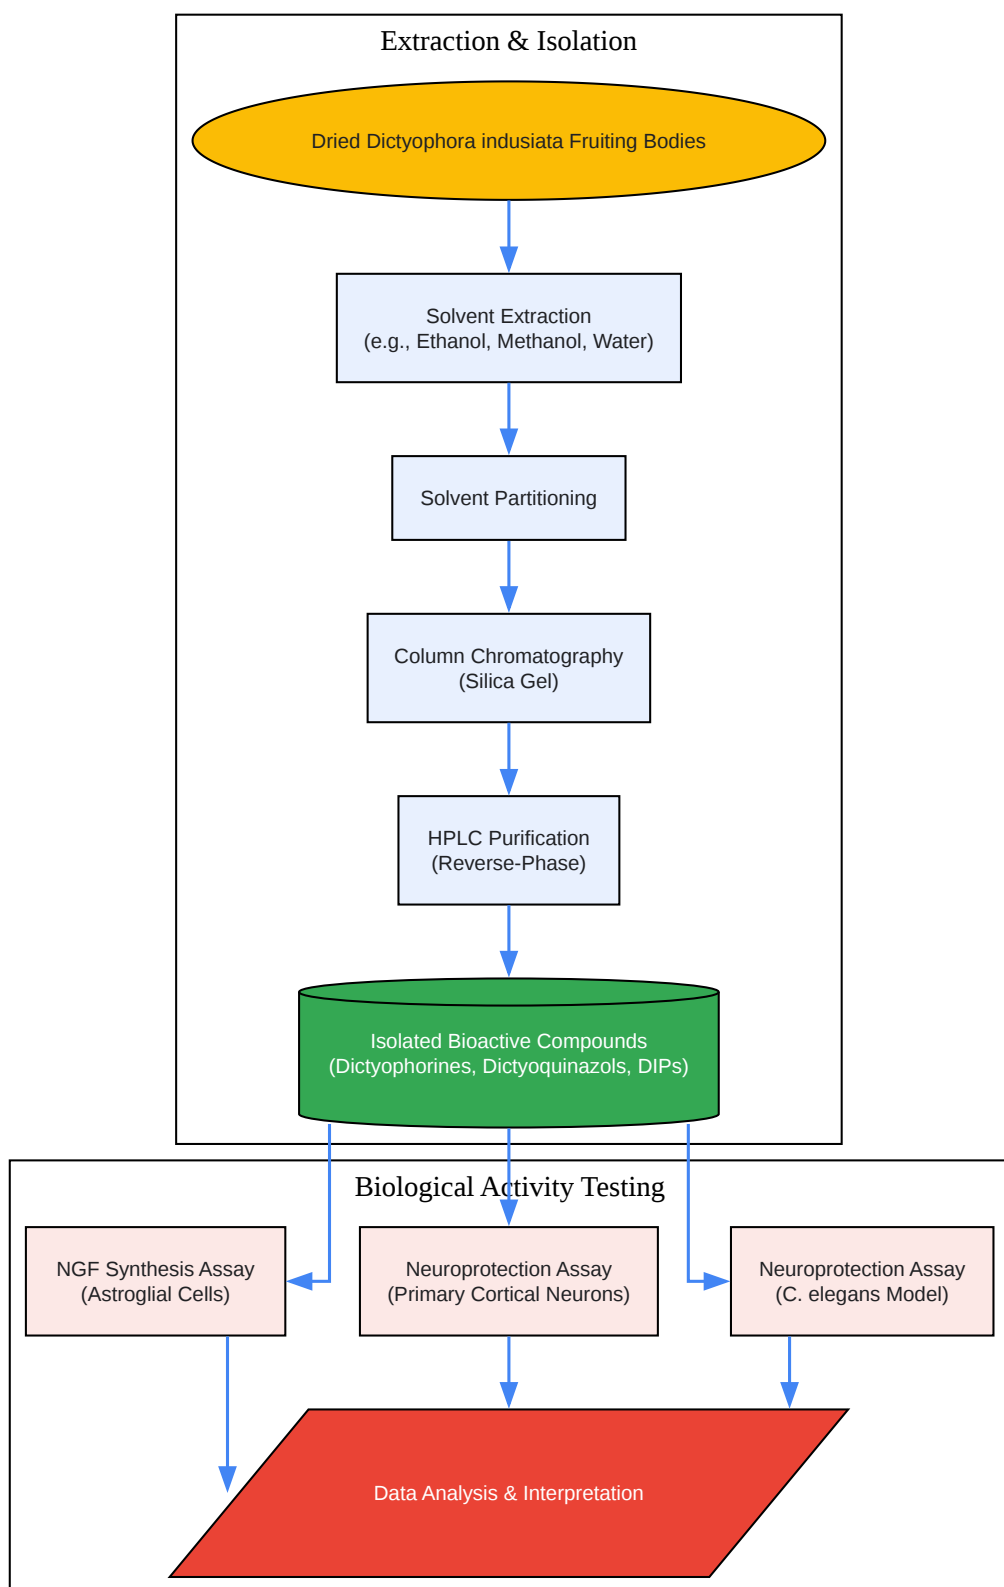 Extraction & Isolation
Dried Dictyophora indusiata Fruiting Bodies
Solvent Extraction
(e.g., Ethanol, Methanol, Water)
Solvent Partitioning
Column Chromatography
(Silica Gel)
HPLC Purification
(Reverse-Phase)
Isolated Bioactive Compounds
(Dictyophorines, Dictyoquinazols, DIPs)
Biological Activity Testing
NGF Synthesis Assay
(Astroglial Cells)
Neuroprotection Assay
(Primary Cortical Neurons)
Neuroprotection Assay
(C. elegans Model)
Data Analysis & Interpretation